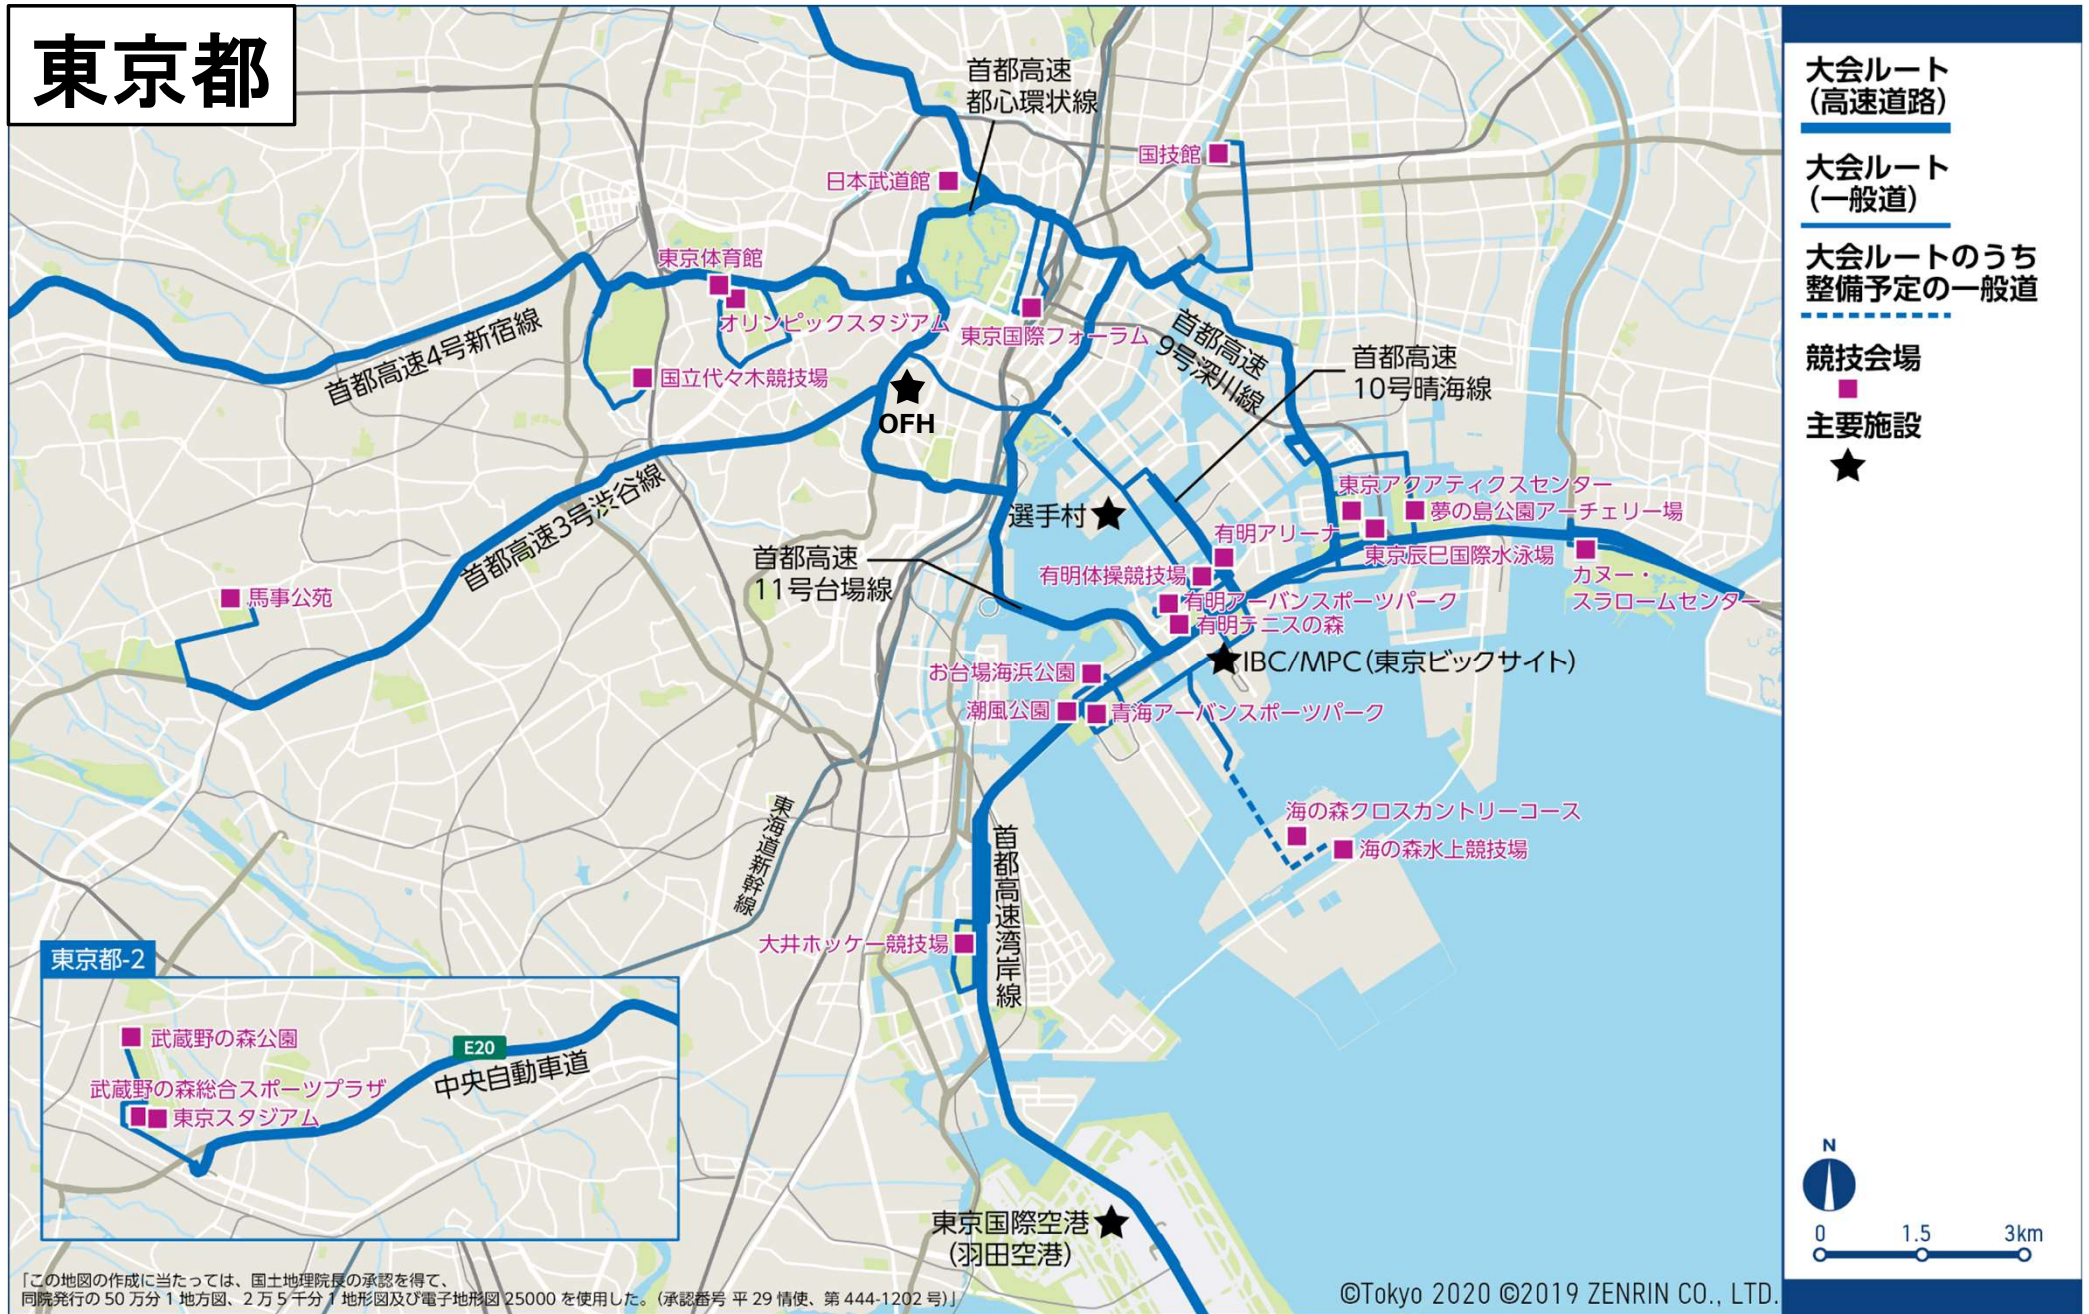 東京都
首都高速
都心環状線
国技館
日本武道館
東京体育館
オリンピックスタジアム
東京国際フォーラム
首都高速4号新宿線
国立代々木競技場
OFH
首都高速
9号深川線
首都高速
10号晴海線
首都高速3号渋谷線
選手村
東京アクアティクスセンター
夢の島公園アーチェリー場
有明アリーナ
東京辰巳国際水泳場
首都高速
11号台場線
有明体操競技場
カヌー・
スラロームセンター
馬事公苑
有明アーバンスポーツパーク
有明テニスの森
IBC/MPC(東京ビックサイト)
お台場海浜公園
潮風公園
青海アーバンスポーツパーク
東海道新幹線
首都高速湾岸線
海の森クロスカントリーコース
海の森水上競技場
大井ホッケー競技場
東京都-2
武蔵野の森公園
E20
中央自動車道
武蔵野の森総合スポーツプラザ
東京スタジアム
東京国際空港
(羽田空港)
「この地図の作成に当たっては、国土地理院長の承認を得て、
同院発行の50万分1地方図、2万5千分1地形図及び電子地形図25000を使用した。(承認番号 平29情使、第444-1202号)」
©Tokyo 2020 ©2019 ZENRIN CO., LTD.
大会ルート
(高速道路)
大会ルート
(一般道)
大会ルートのうち
整備予定の一般道
競技会場
主要施設
N
0 1.5 3km